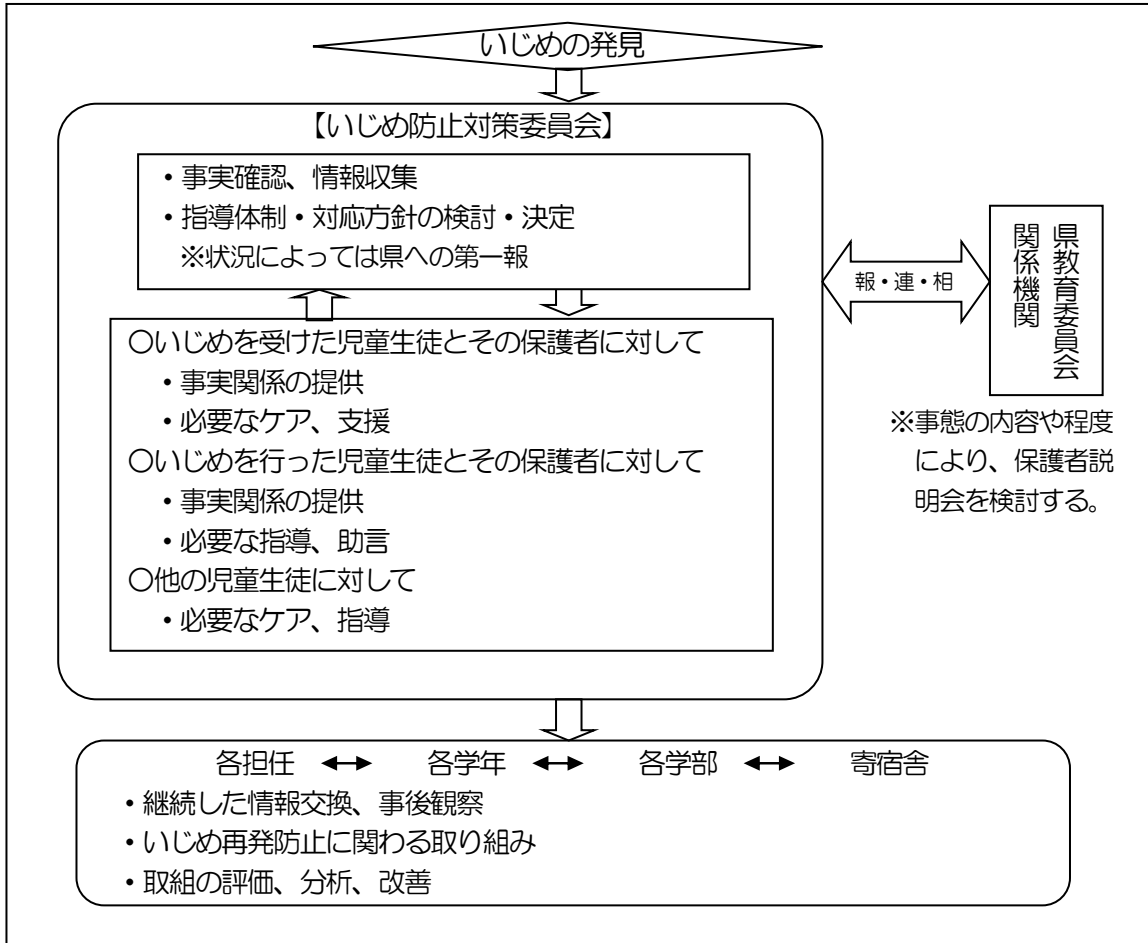 いじめの発見
【いじめ防止対策委員会】
・事実確認、情報収集
・指導体制・対応方針の検討・決定
※状況によっては県への第一報
〇いじめを受けた児童生徒とその保護者に対して
・事実関係の提供
・必要なケア、支援
〇いじめを行った児童生徒とその保護者に対して
・事実関係の提供
・必要な指導、助言
〇他の児童生徒に対して
・必要なケア、指導
報・連・相
県教育委員会
関係機関
※事態の内容や程度
により、保護者説
明会を検討する。
各担任 各学年 各学部 寄宿舎
・継続した情報交換、事後観察
・いじめ再発防止に関わる取り組み
・取組の評価、分析、改善